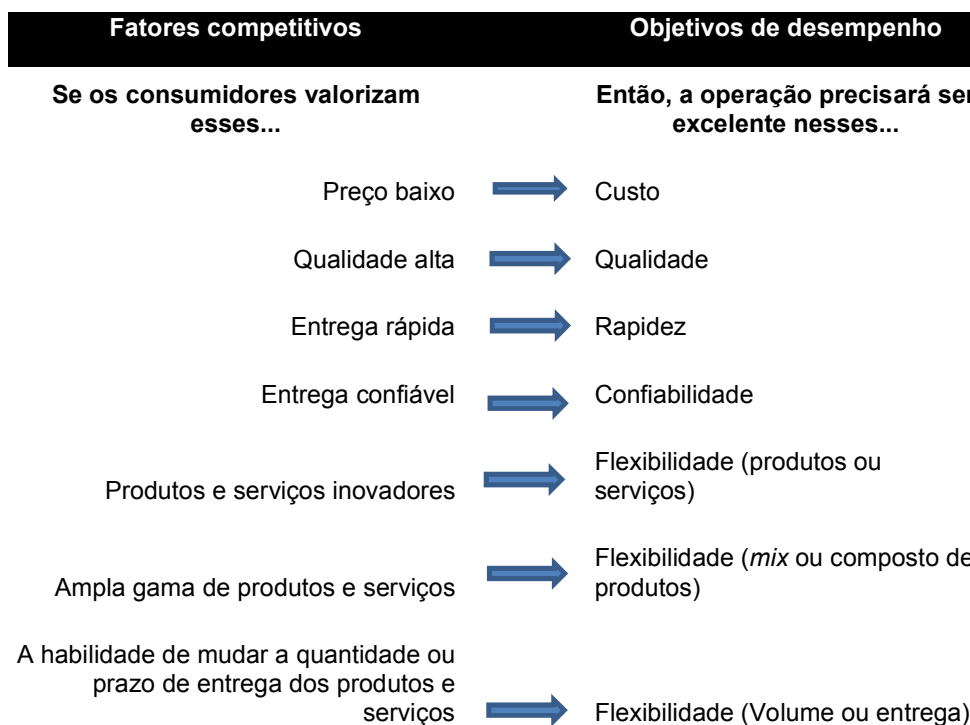 Fatores competitivos Objetivos de desempenho
Se os consumidores valorizam Então, a operação precisará ser
esses... excelente nesses...
Preço baixo Custo
Qualidade alta Qualidade
Entrega rápida Rapidez
Entrega confiável Confiabilidade
Flexibilidade (produtos ou
Produtos e serviços inovadores serviços)
Flexibilidade (mix ou composto de
Ampla gama de produtos e serviços produtos)
A habilidade de mudar a quantidade ou
prazo de entrega dos produtos e
serviços Flexibilidade (Volume ou entrega)